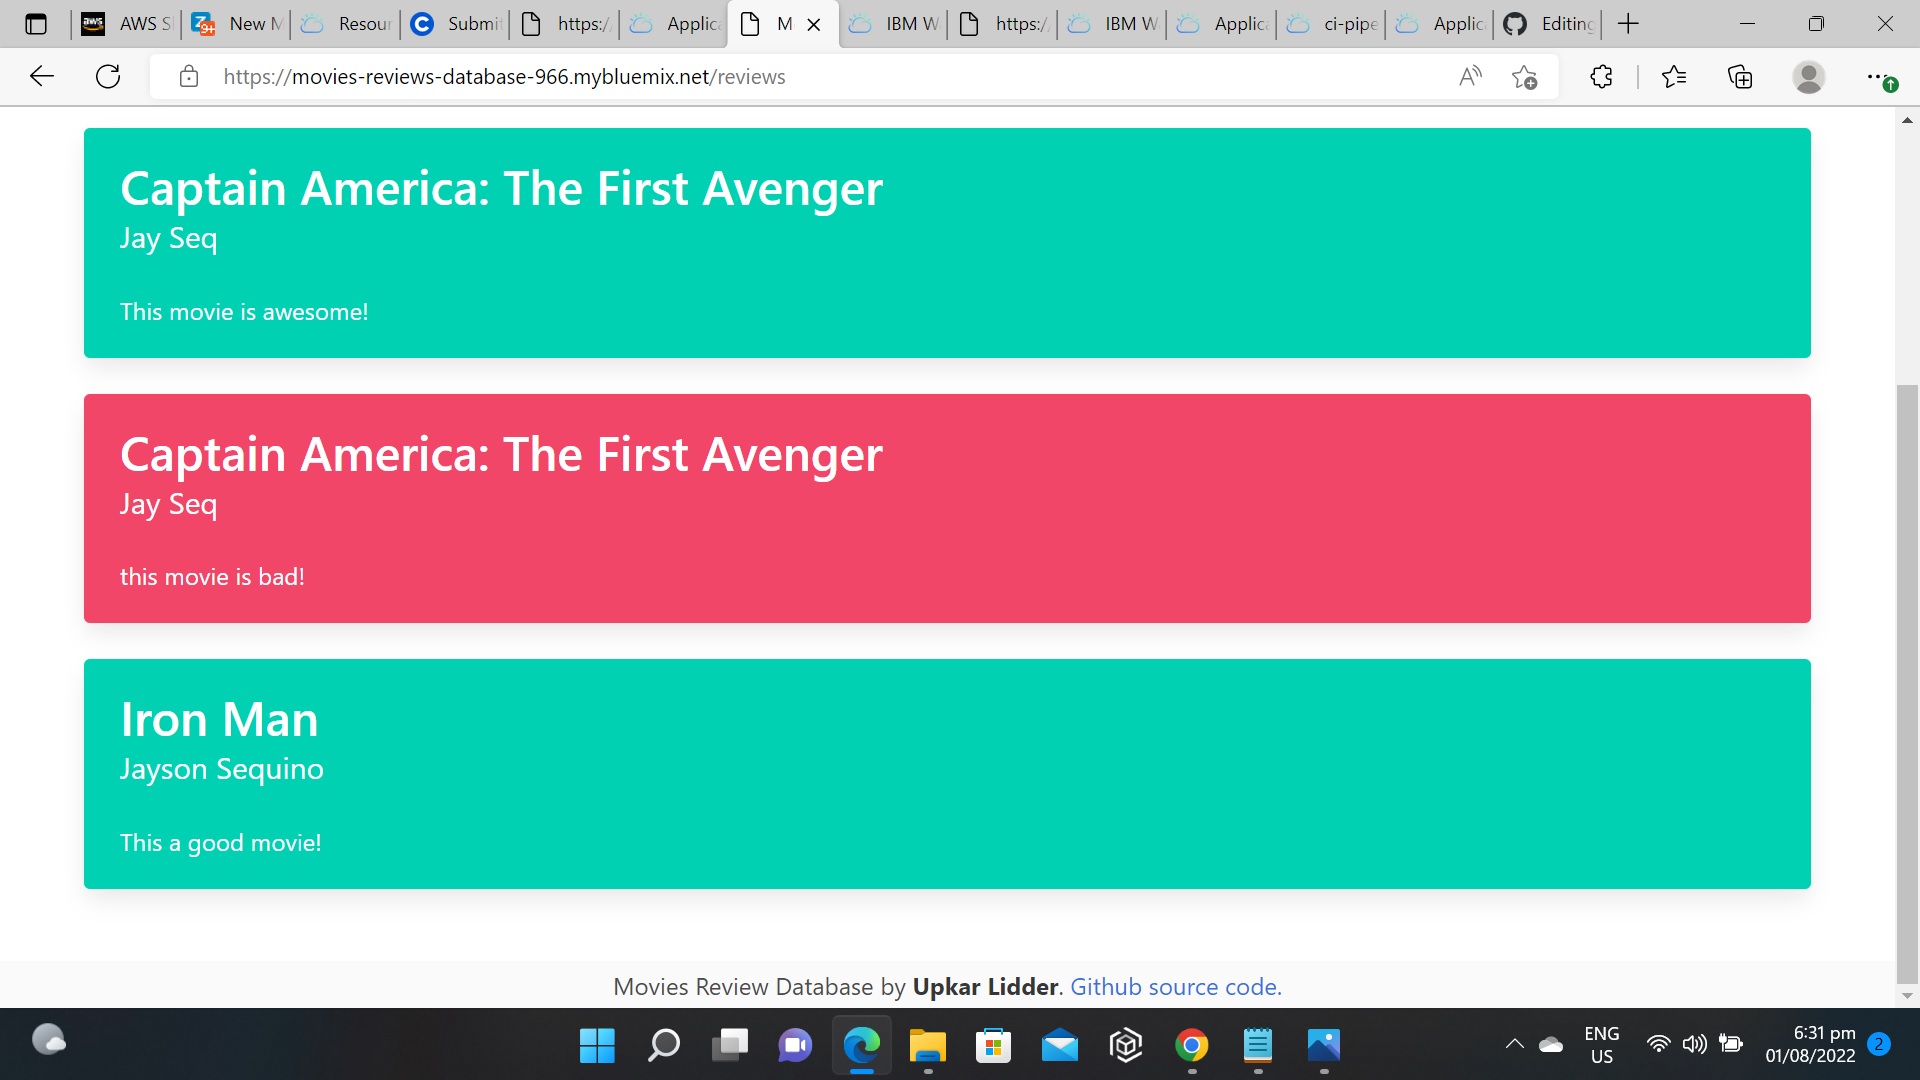 AWS S
New M
Resour
Submit
https:/
Applica
M
IBM W
https:/
IBM W
Applica
ci-pipe
Applic
Editing
https://movies-reviews-database-966.mybluemix.net/reviews
Captain America: The First Avenger
Jay Seq
This movie is awesome!
Captain America: The First Avenger
Jay Seq
this movie is bad!
Iron Man
Jayson Sequino
This a good movie!
Movies Review Database by Upkar Lidder. Github source code.
ENG
US
6:31 pm
01/08/2022
2